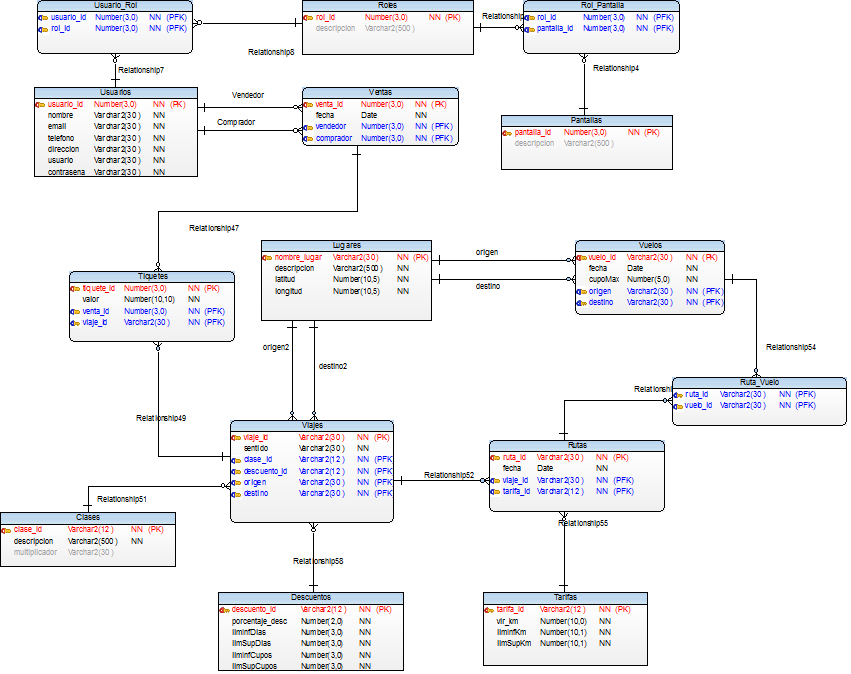 Usuario_Rol
usuario_id Number(3,0) NN (PFK)
rol_id Number(3,0) NN (PFK)
Roles
rol_id Number(3,0) NN (PK)
descripcion Varchar2(500)
Rol_Pantalla
rol_id Number(3,0) NN (PFK)
pantalla_id Number(3,0) NN (PFK)
Relationship8
Relationship7
Relationship4
Usuarios
usuario_id Number(3,0) NN (PK)
nombre Varchar2(30) NN
email Varchar2(30) NN
telefono Varchar2(30) NN
direccion Varchar2(30) NN
usuario Varchar2(30) NN
contrasena Varchar2(30) NN
Vendedor
Comprador
Ventas
venta_id Number(3,0) NN (PK)
fecha Date NN
vendedor Number(3,0) NN (PFK)
comprador Number(3,0) NN (PFK)
Pantallas
pantalla_id Number(3,0) NN (PK)
descripcion Varchar2(500)
Relationship47
Lugares
nombre_lugar Varchar2(30) NN (PK)
descripcion Varchar2(500) NN
latitud Number(10,5) NN
longitud Number(10,5) NN
origen
destino
Vuelos
vuelo_id Varchar2(30) NN (PK)
fecha Date NN
cupoMax Number(5,0) NN
origen Varchar2(30) NN (PFK)
destino Varchar2(30) NN (PFK)
Tiquetes
tiquete_id Number(3,0) NN (PK)
valor Number(10,10) NN
venta_id Number(3,0) NN (PFK)
viaje_id Varchar2(30) NN (PFK)
origen2
destino2
Relationship54
Ruta_Vuelo
ruta_id Varchar2(30) NN (PFK)
vuelo_id Varchar2(30) NN (PFK)
Relationship49
Viajes
viaje_id Varchar2(30) NN (PK)
sentido Varchar2(30) NN
clase_id Varchar2(12) NN (PFK
descuento_id Varchar2(12) NN (PFK
origen Varchar2(30) NN (PFK
destino Varchar2(30) NN (PFK
Relationship52
Rutas
ruta_id Varchar2(30) NN (PK)
fecha Date NN
viaje_id Varchar2(30) NN (PFK)
tarifa_id Varchar2(12) NN (PFK)
Relationship51
Clases
clase_id Varchar2(12) NN (PK)
descripcion Varchar2(500) NN
multiplicador Varchar2(30)
Relationship55
Relationship58
Descuentos
descuento_id Varchar2(12) NN (PK)
porcentaje_desc Number(2,0) NN
limInfDias Number(3,0) NN
limSupDias Number(3,0) NN
limInfCupos Number(3,0) NN
limSupCupos Number(3,0) NN
Tarifas
tarifa_id Varchar2(12) NN (PK)
vlr_km Number(10,0) NN
limInfKm Number(10,1) NN
limSupKm Number(10,1) NN